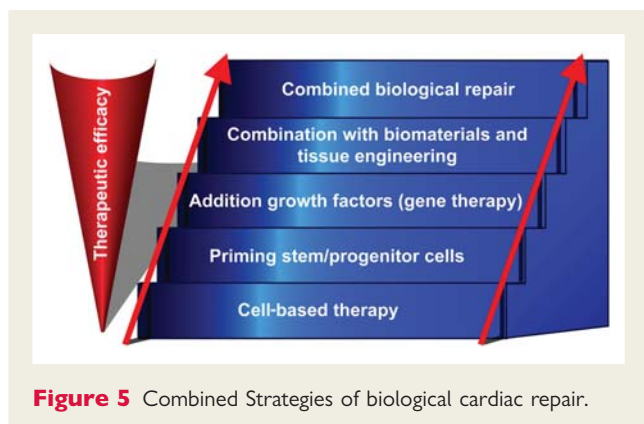 Therapeutic efficacy
Combined biological repair
Combination with biomaterials and
tissue engineering
Addition growth factors (gene therapy)
Priming stem/progenitor cells
Cell-based therapy
Figure 5 Combined Strategies of biological cardiac repair.